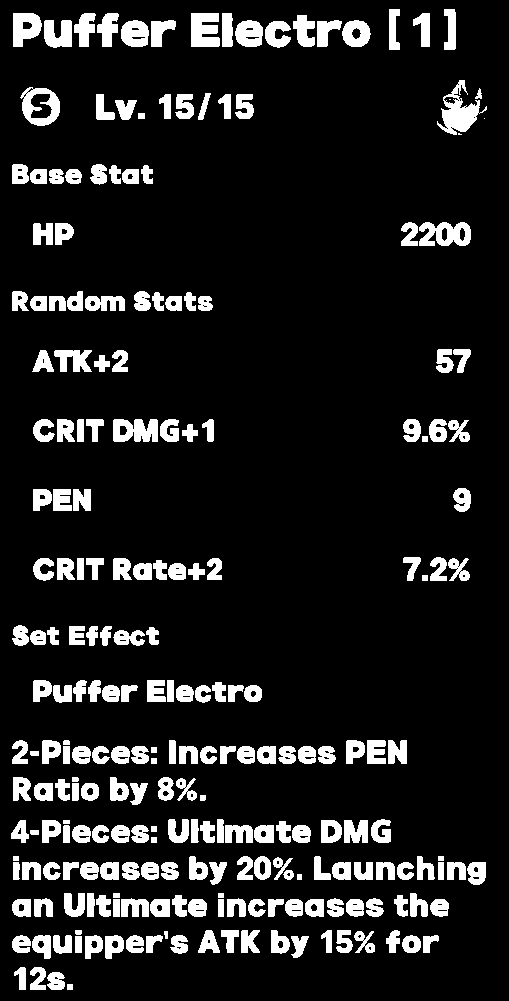 Puffer Electro [1]
S Lv. 15/15
Base Stat
HP 2200
Random Stats
ATK+2 57
CRIT DMG+1 9.6%
PEN 9
CRIT Rate+2 7.2%
Set Effect
Puffer Electro
2-Pieces: Increases PEN
Ratio by 8%.
4-Pieces: Ultimate DMG
increases by 20%. Launching
an Ultimate increases the
equipper's ATK by 15% for
12s.